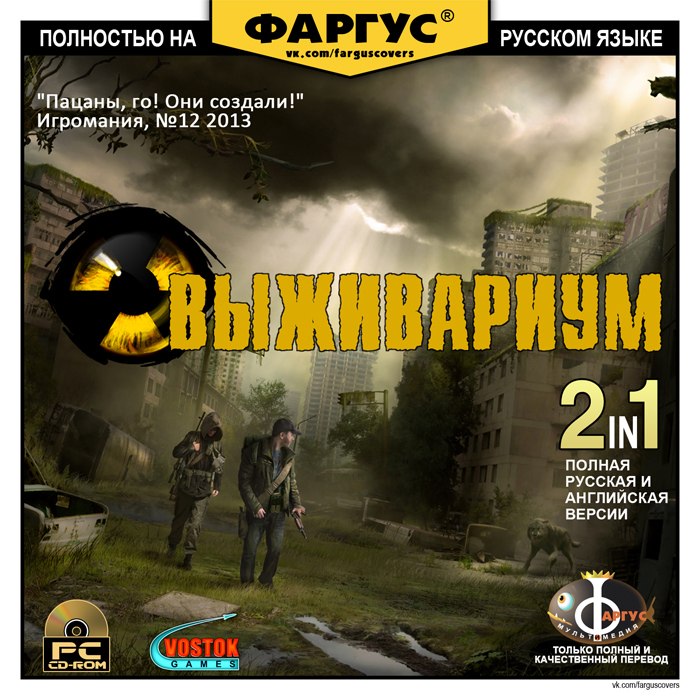 ПОЛНОСТЬЮ НА
ФАРГУС®
vk.com/farguscovers
РУССКОМ ЯЗЫКЕ
"Пацаны, го! Они создали!"
Игромания, №12 2013
ВЫЖИВАРИУМ
2IN1
ПОЛНАЯ
РУССКАЯ И
АНГЛИЙСКАЯ
ВЕРСИИ
PC
CD-ROM
VOSTOK
GAMES
ФАРГУС
МУЛЬТИМЕДИА
ТОЛЬКО ПОЛНЫЙ И
КАЧЕСТВЕННЫЙ ПЕРЕВОД
vk.com/farguscovers